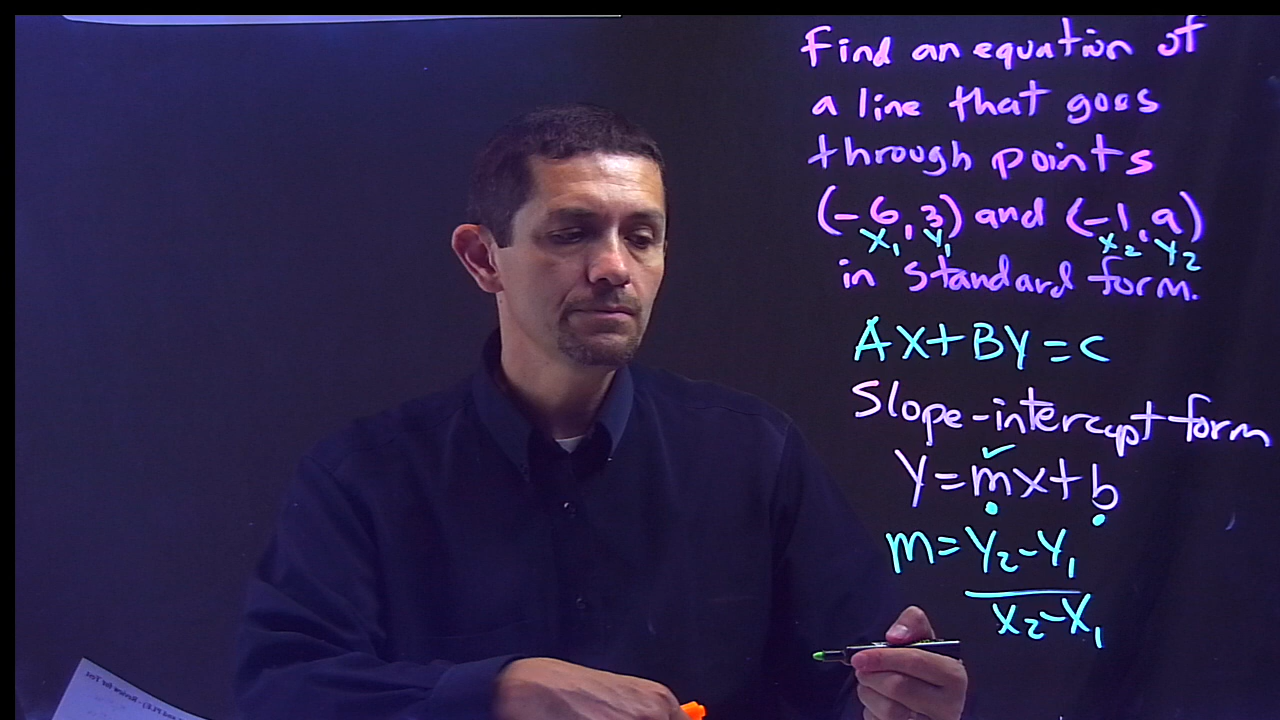 Find an equation of
a line that goes
through points
(-6, 3) and (-1, 9)
X₁ Y₁ X₂ Y₂
in standard form.
AX+BY=C
Slope-intercept form
✓
Y=mx+b
m=Y₂-Y₁
X₂-X₁